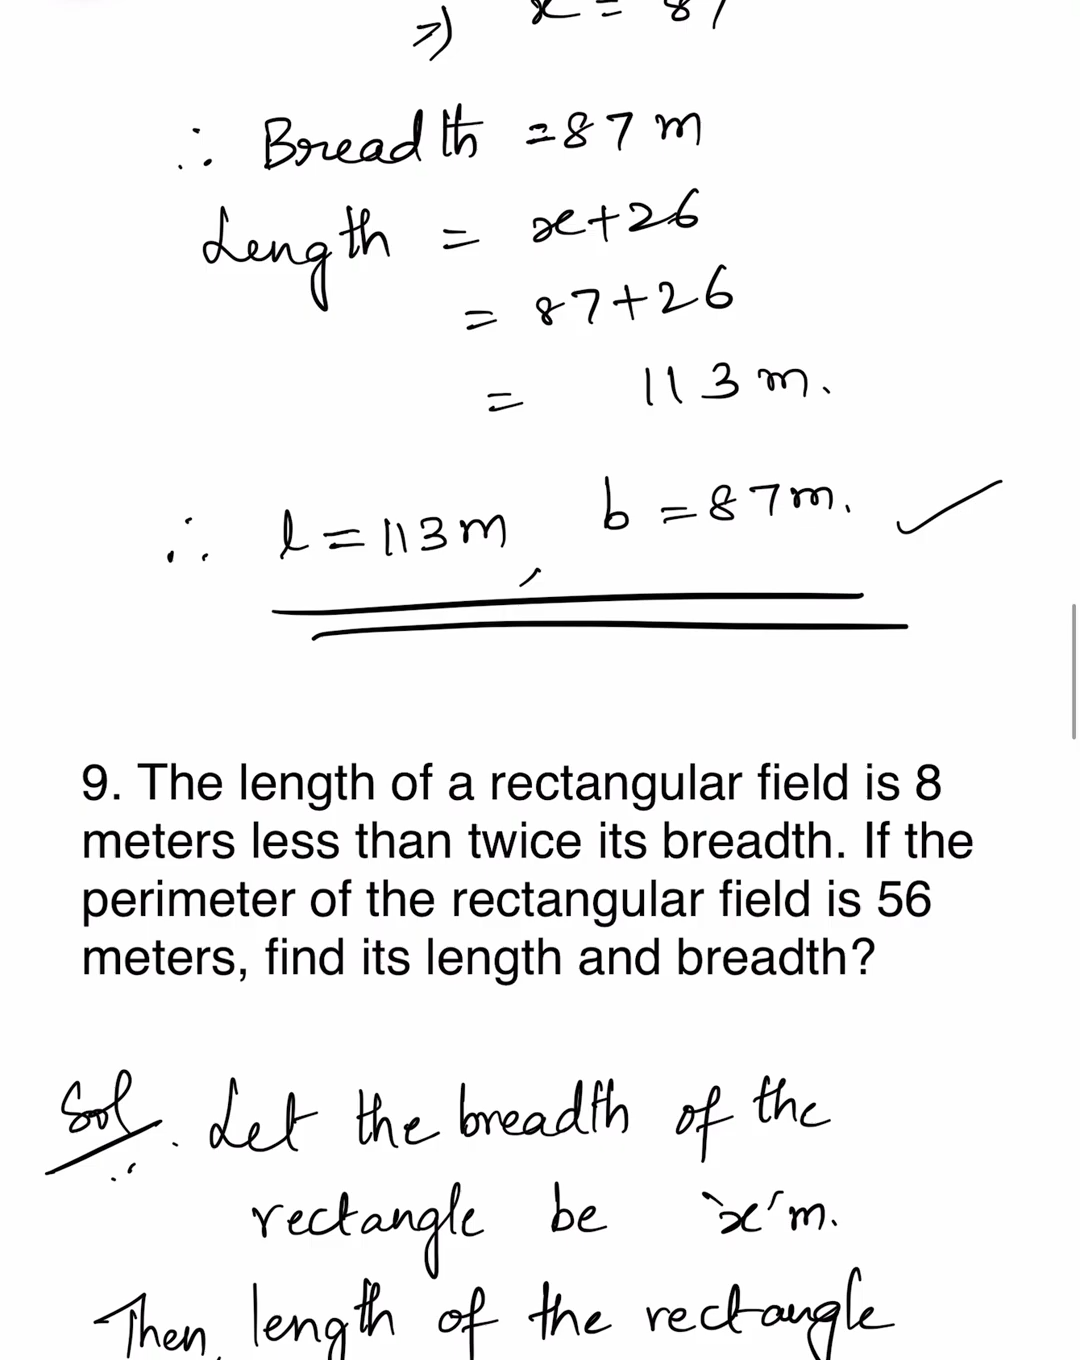 ⇒) x = 87
∴ Breadth = 87 m
Length = x+26
= 87+26
= 113 m.
∴ l = 113 m, b = 87 m. ✓
9. The length of a rectangular field is 8
meters less than twice its breadth. If the
perimeter of the rectangular field is 56
meters, find its length and breadth?
Sol. Let the breadth of the
rectangle be 'x' m.
Then, length of the rectangle